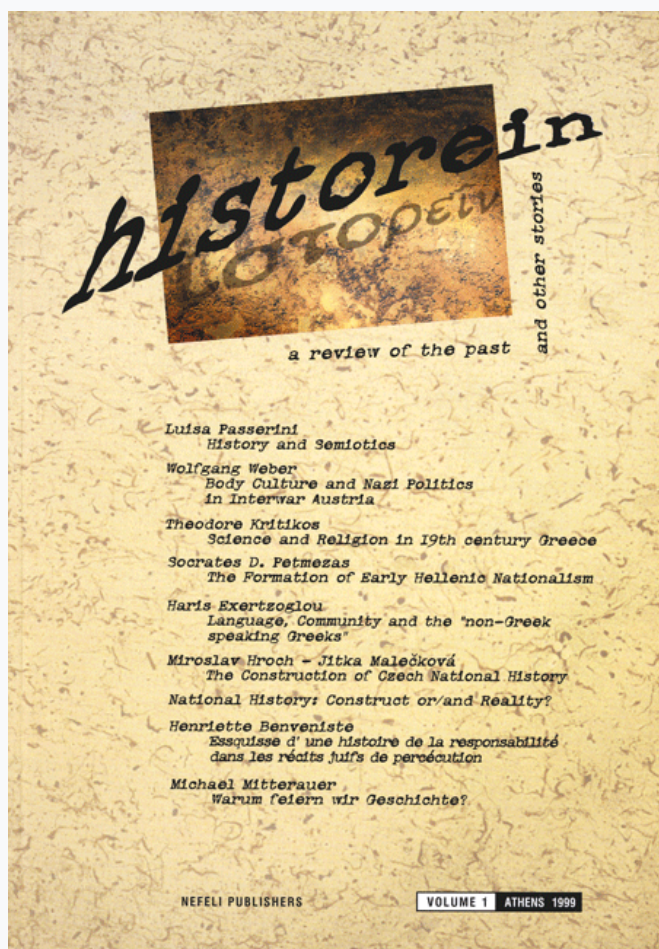 historein
ἱστορεῖν
a review of the past
and other stories
Luisa Passerini
History and Semiotics
Wolfgang Weber
Body Culture and Nazi Politics
in Interwar Austria
Theodore Kritikos
Science and Religion in 19th century Greece
Socrates D. Petmezas
The Formation of Early Hellenic Nationalism
Haris Exertzoglou
Language, Community and the "non-Greek
speaking Greeks"
Miroslav Hroch - Jitka Malečková
The Construction of Czech National History
National History: Construct or/and Reality?
Henriette Benveniste
Essquisse d' une histoire de la responsabilité
dans les récits juifs de percécution
Michael Mitterauer
Warum feiern wir Geschichte?
NEFELI PUBLISHERS
VOLUME 1 ATHENS 1999